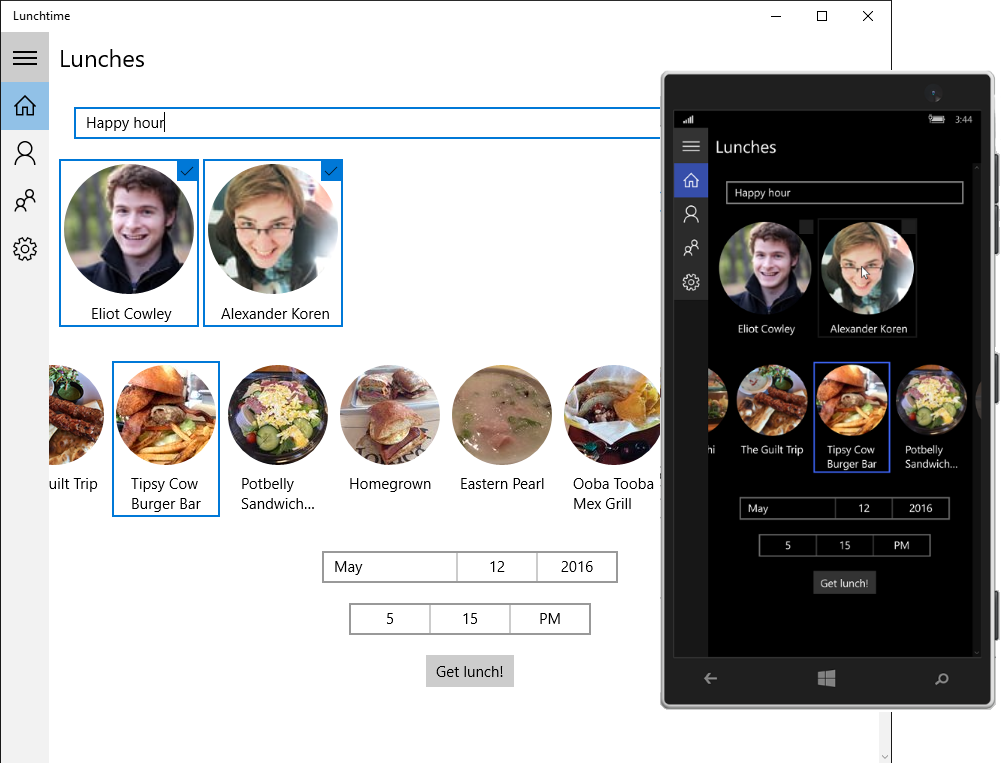 Lunchtime
Lunches
Happy hour
Eliot Cowley
Alexander Koren
uilt Trip
Tipsy Cow
Burger Bar
Potbelly
Sandwich...
Homegrown
Eastern Pearl
Ooba Tooba
Mex Grill
May 12 2016
5 15 PM
Get lunch!
3:44
Lunches
Happy hour
Eliot Cowley
Alexander Koren
hi
The Guilt Trip
Tipsy Cow
Burger Bar
Potbelly
Sandwich...
May 12 2016
5 15 PM
Get lunch!